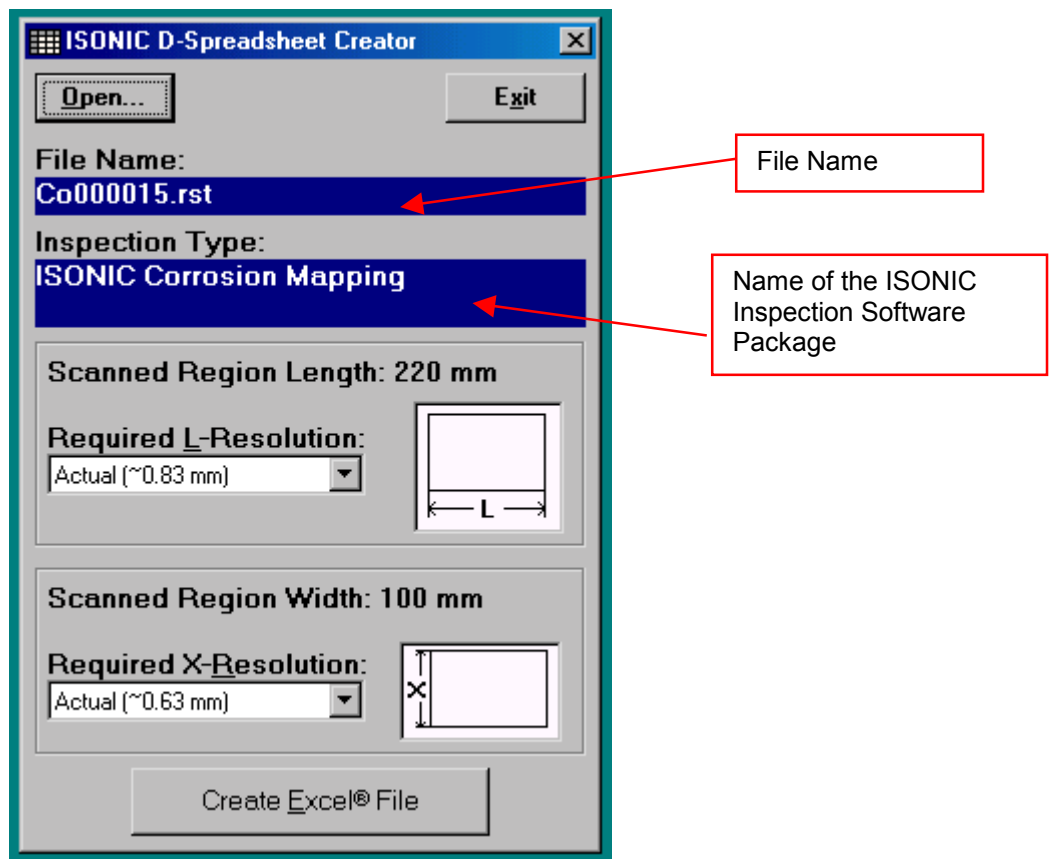 ISONIC D-Spreadsheet Creator
Open...
Exit
File Name:
Co000015.rst
File Name
Inspection Type:
ISONIC Corrosion Mapping
Name of the ISONIC
Inspection Software
Package
Scanned Region Length: 220 mm
Required L-Resolution:
Actual (~0.83 mm)
L
Scanned Region Width: 100 mm
Required X-Resolution:
Actual (~0.63 mm)
X
Create Excel® File